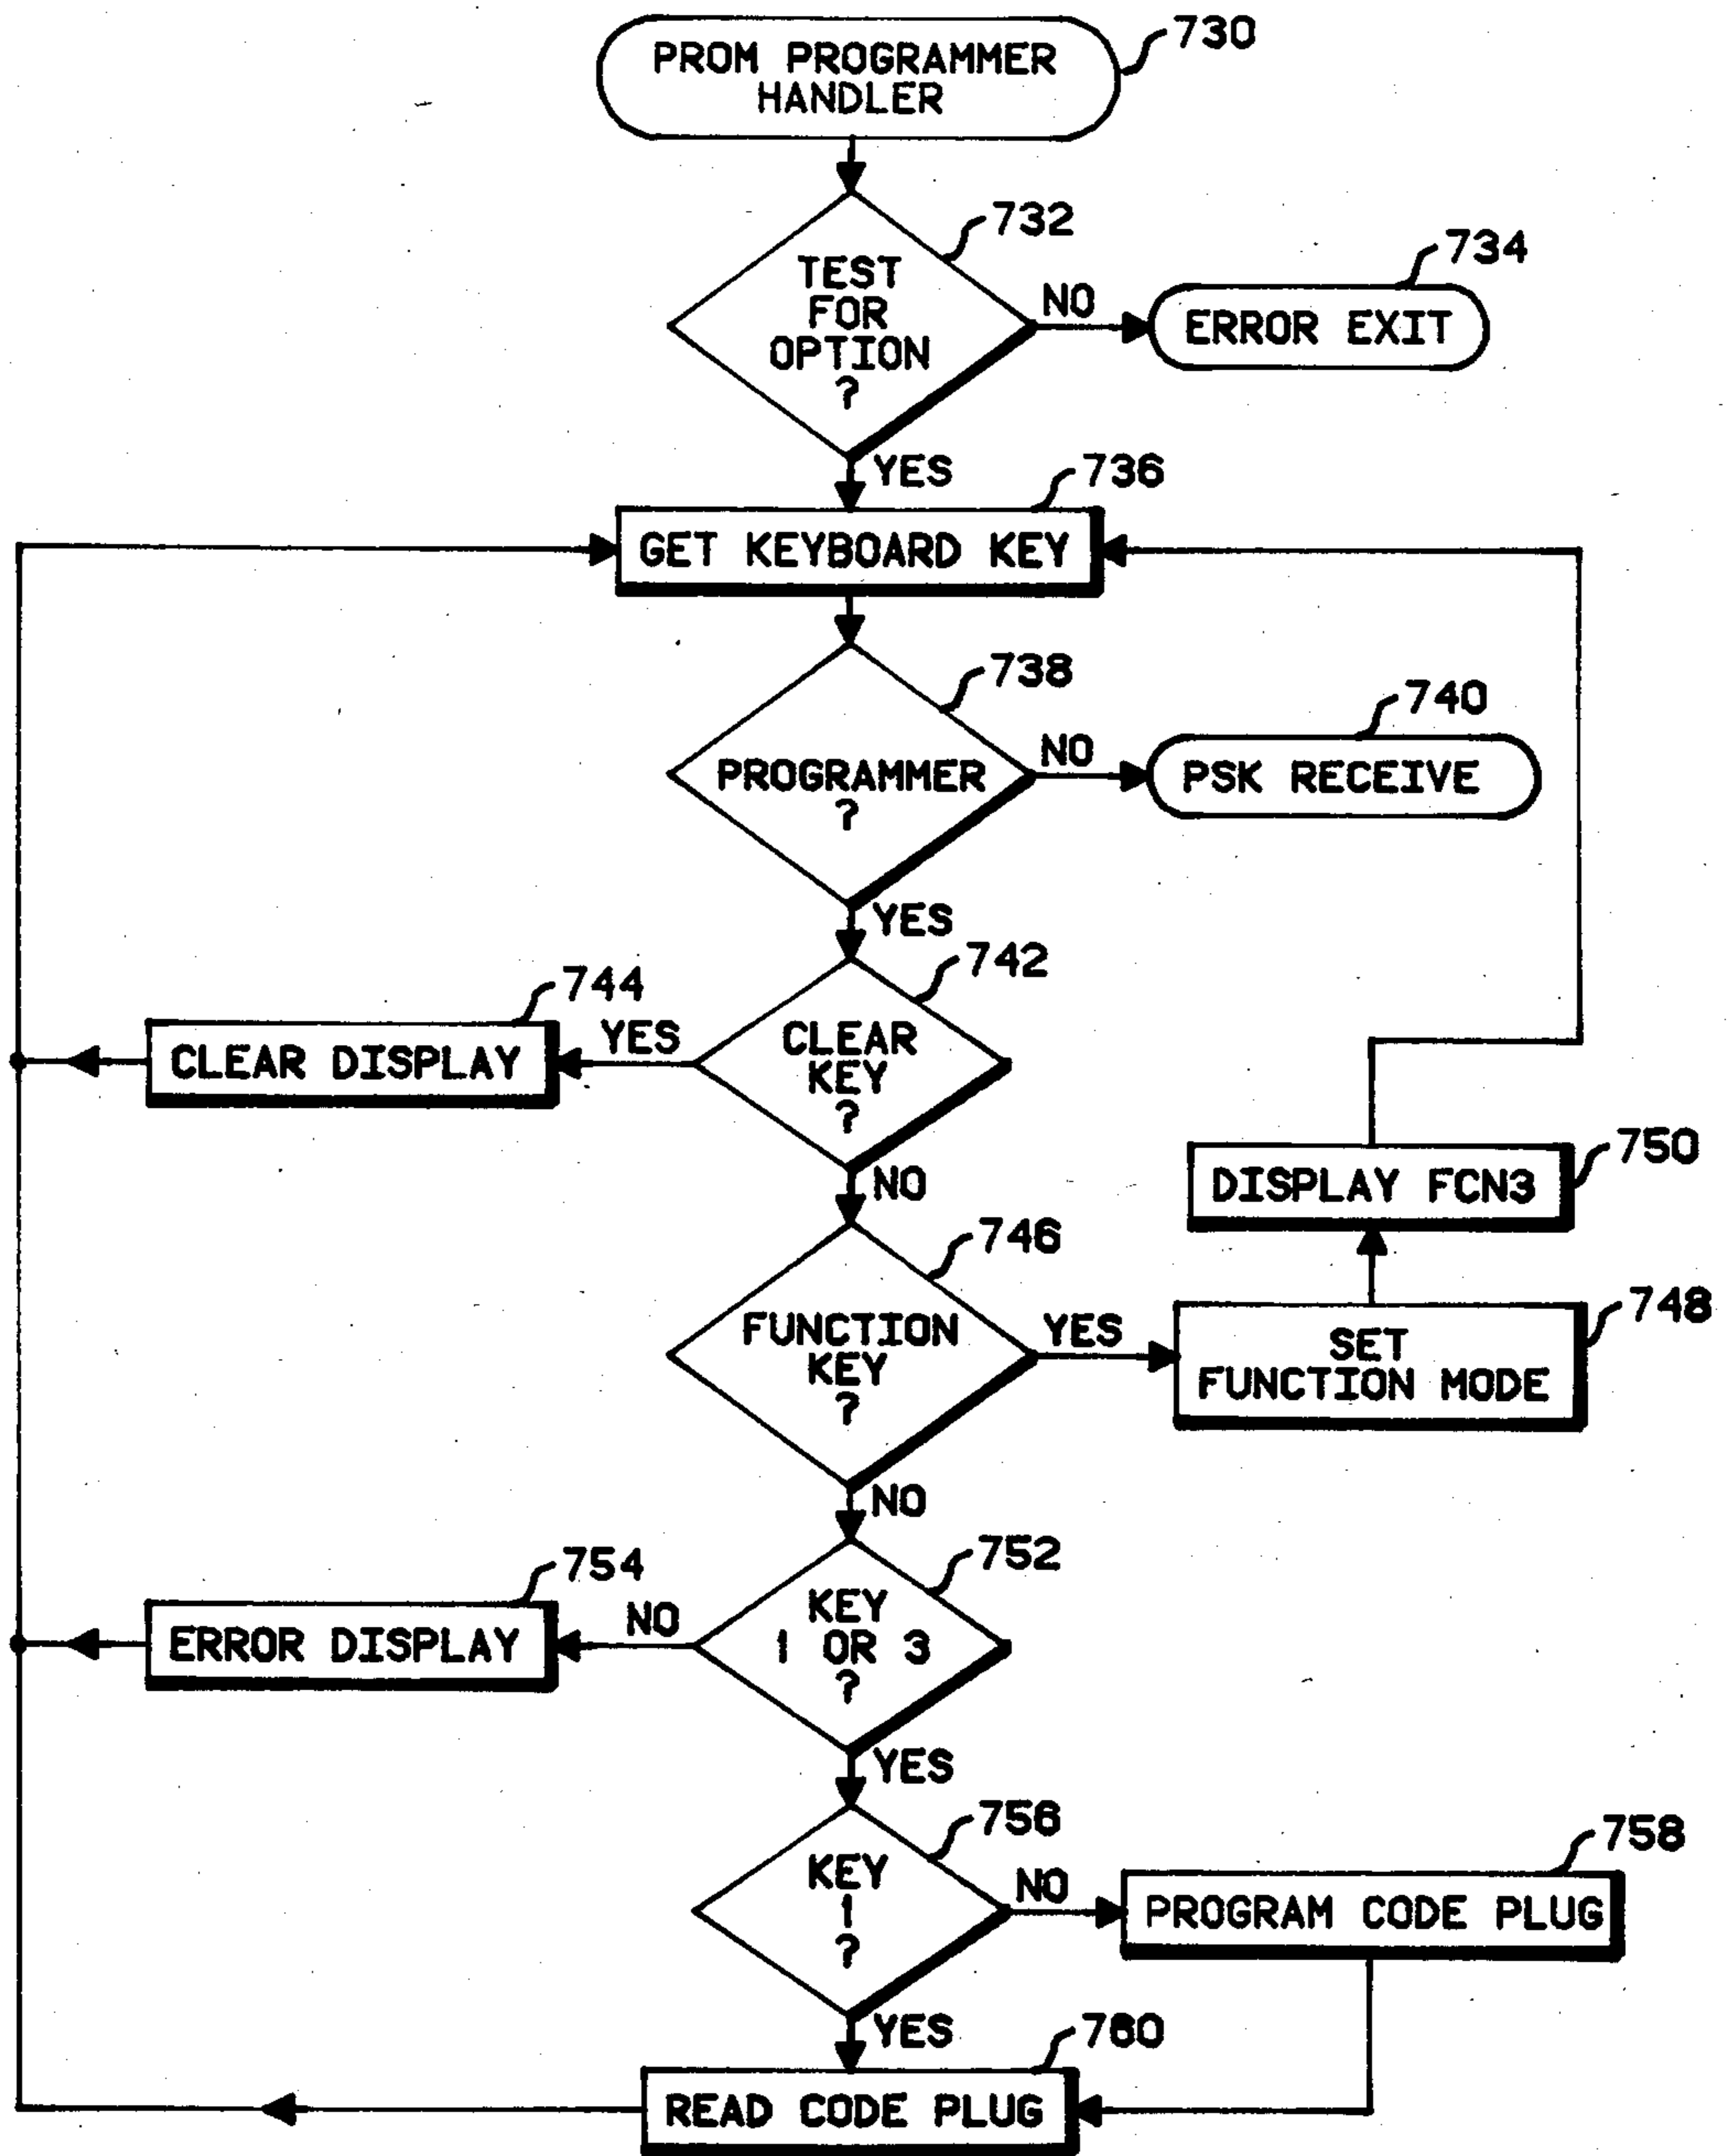 PROM PROGRAMMER
HANDLER
730
732
TEST
FOR
OPTION
?
NO
734
ERROR EXIT
YES
736
GET KEYBOARD KEY
738
PROGRAMMER
?
NO
740
PSK RECEIVE
YES
742
CLEAR
KEY
?
YES
744
CLEAR DISPLAY
NO
746
FUNCTION
KEY
?
YES
748
SET
FUNCTION MODE
750
DISPLAY FCN3
NO
752
KEY
1 OR 3
?
NO
754
ERROR DISPLAY
YES
756
KEY
1
?
NO
758
PROGRAM CODE PLUG
YES
760
READ CODE PLUG